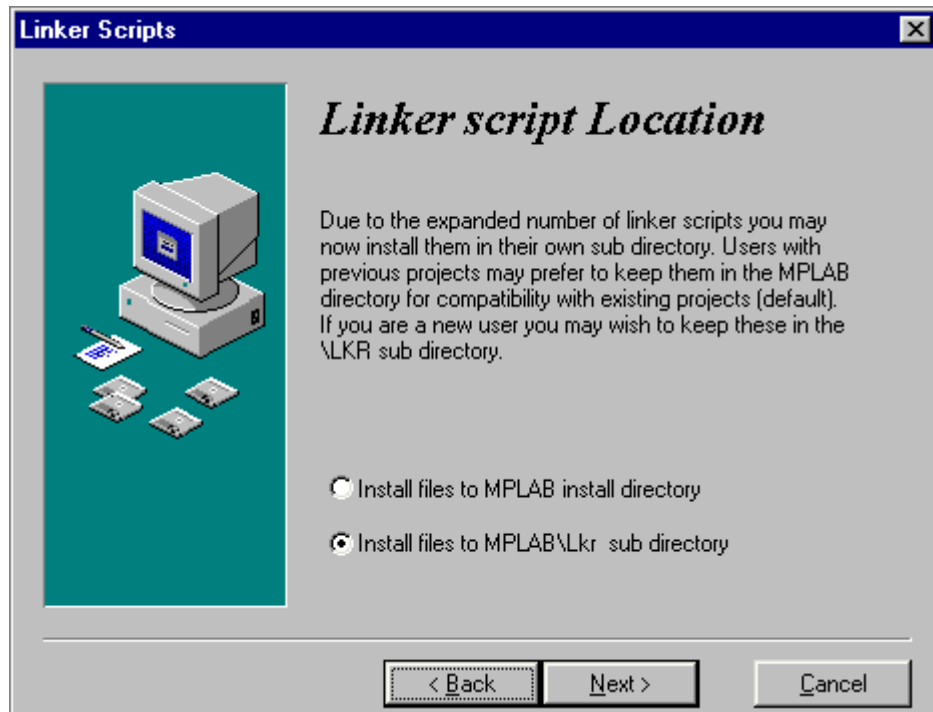 Linker Scripts
Linker script Location
Due to the expanded number of linker scripts you may
now install them in their own sub directory. Users with
previous projects may prefer to keep them in the MPLAB
directory for compatibility with existing projects (default).
If you are a new user you may wish to keep these in the
\LKR sub directory.
Install files to MPLAB install directory
Install files to MPLAB\Lkr sub directory
< Back
Next >
Cancel